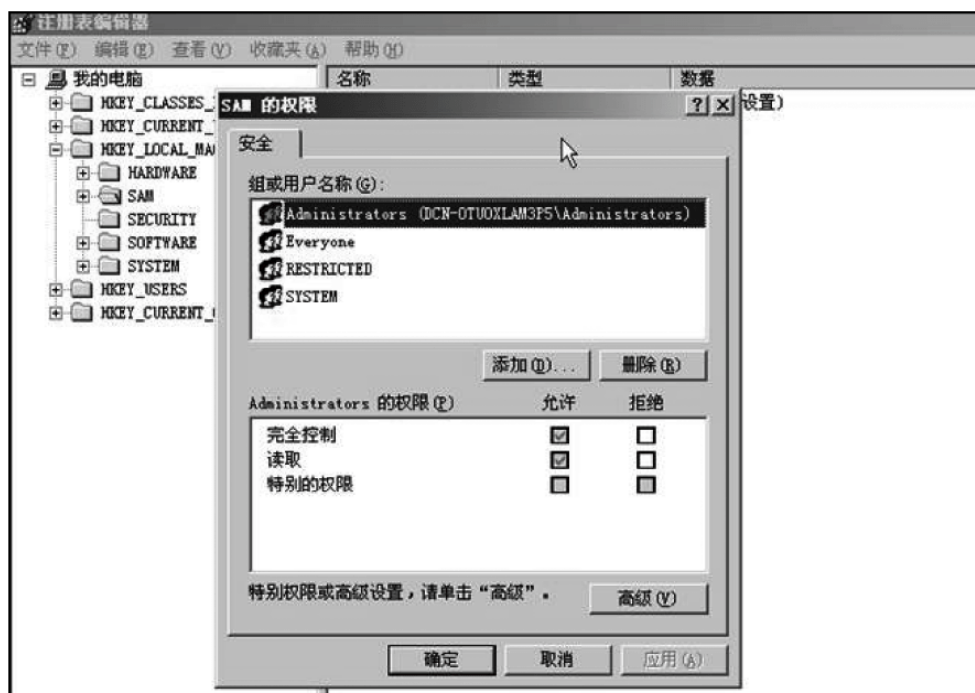 注册表编辑器
文件(F) 编辑(E) 查看(V) 收藏夹(A) 帮助(H)
我的电脑
名称 类型 数据
HKEY_CLASSES_
SAM 的权限
设置)
HKEY_CURRENT_
安全
HKEY_LOCAL_MA
HARDWARE
组或用户名称(G):
SAM
Administrators (DCN-OTUOXLAM3P5\Administrators)
SECURITY
SOFTWARE
Everyone
SYSTEM
RESTRICTED
HKEY_USERS
SYSTEM
HKEY_CURRENT_
添加(D)... 删除(R)
Administrators 的权限(P) 允许 拒绝
完全控制
读取
特别的权限
特别权限或高级设置，请单击“高级”。 高级(V)
确定 取消 应用(A)